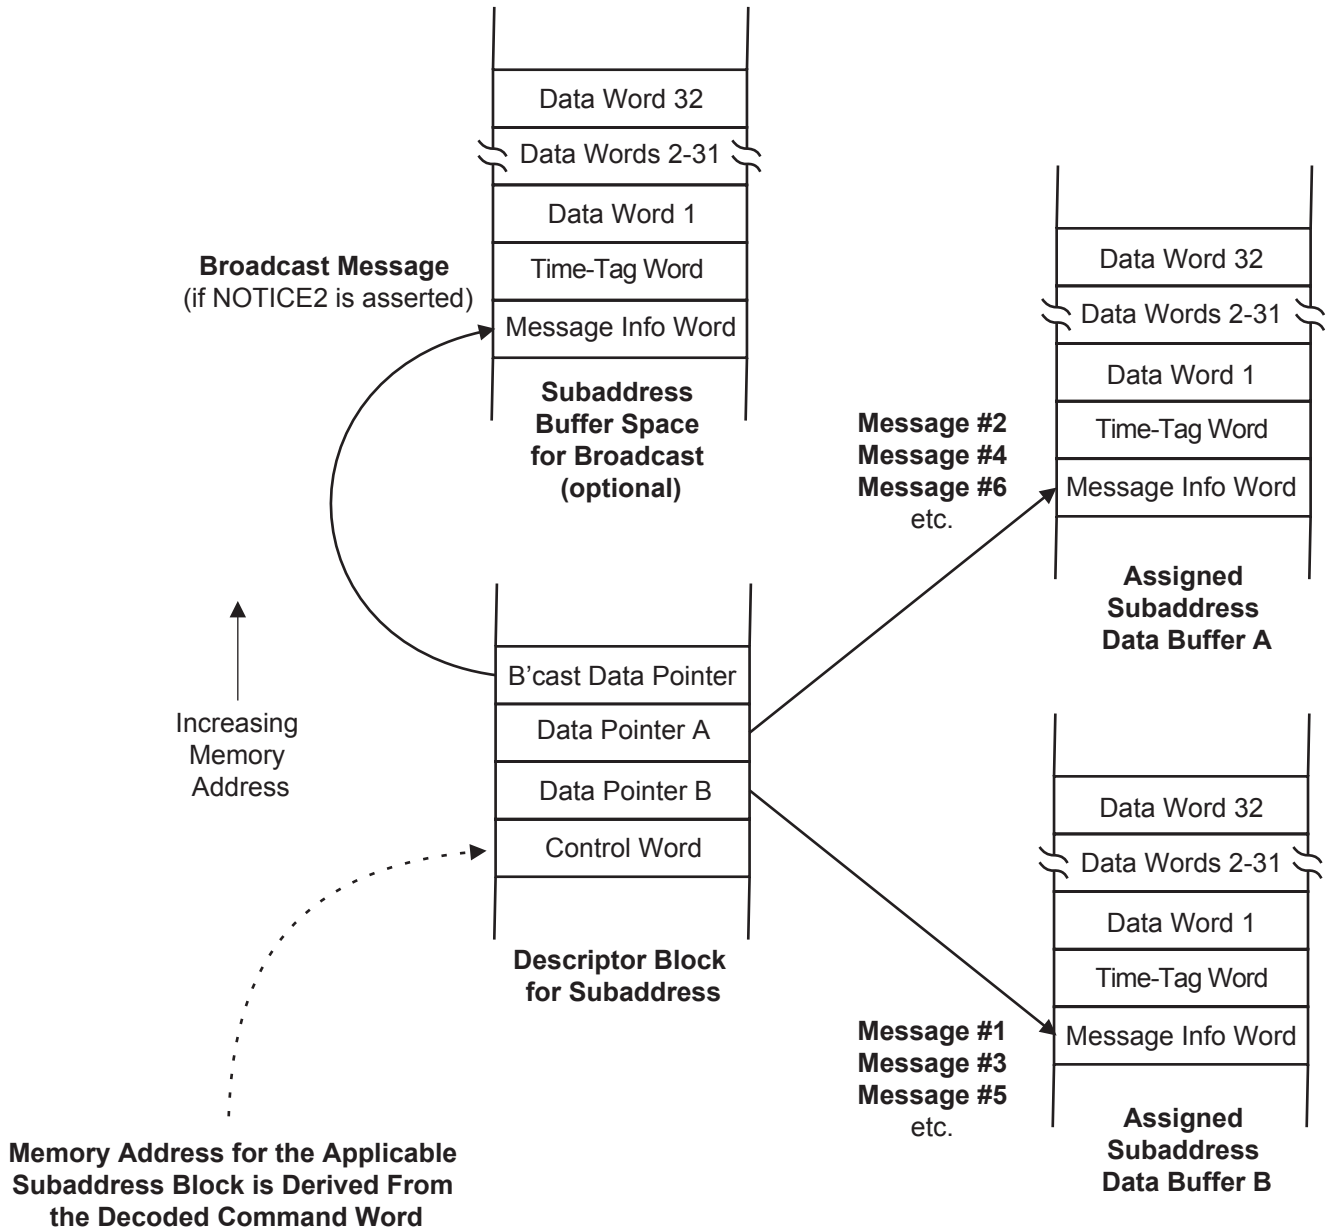 Data Word 32
Data Words 2-31
Data Word 1
Time-Tag Word
Message Info Word
Subaddress
Buffer Space
for Broadcast
(optional)
Broadcast Message
(if NOTICE2 is asserted)
Data Word 32
Data Words 2-31
Data Word 1
Time-Tag Word
Message Info Word
Assigned
Subaddress
Data Buffer A
Message #2
Message #4
Message #6
etc.
Increasing
Memory
Address
B'cast Data Pointer
Data Pointer A
Data Pointer B
Control Word
Descriptor Block
for Subaddress
Data Word 32
Data Words 2-31
Data Word 1
Time-Tag Word
Message Info Word
Assigned
Subaddress
Data Buffer B
Message #1
Message #3
Message #5
etc.
Memory Address for the Applicable
Subaddress Block is Derived From
the Decoded Command Word